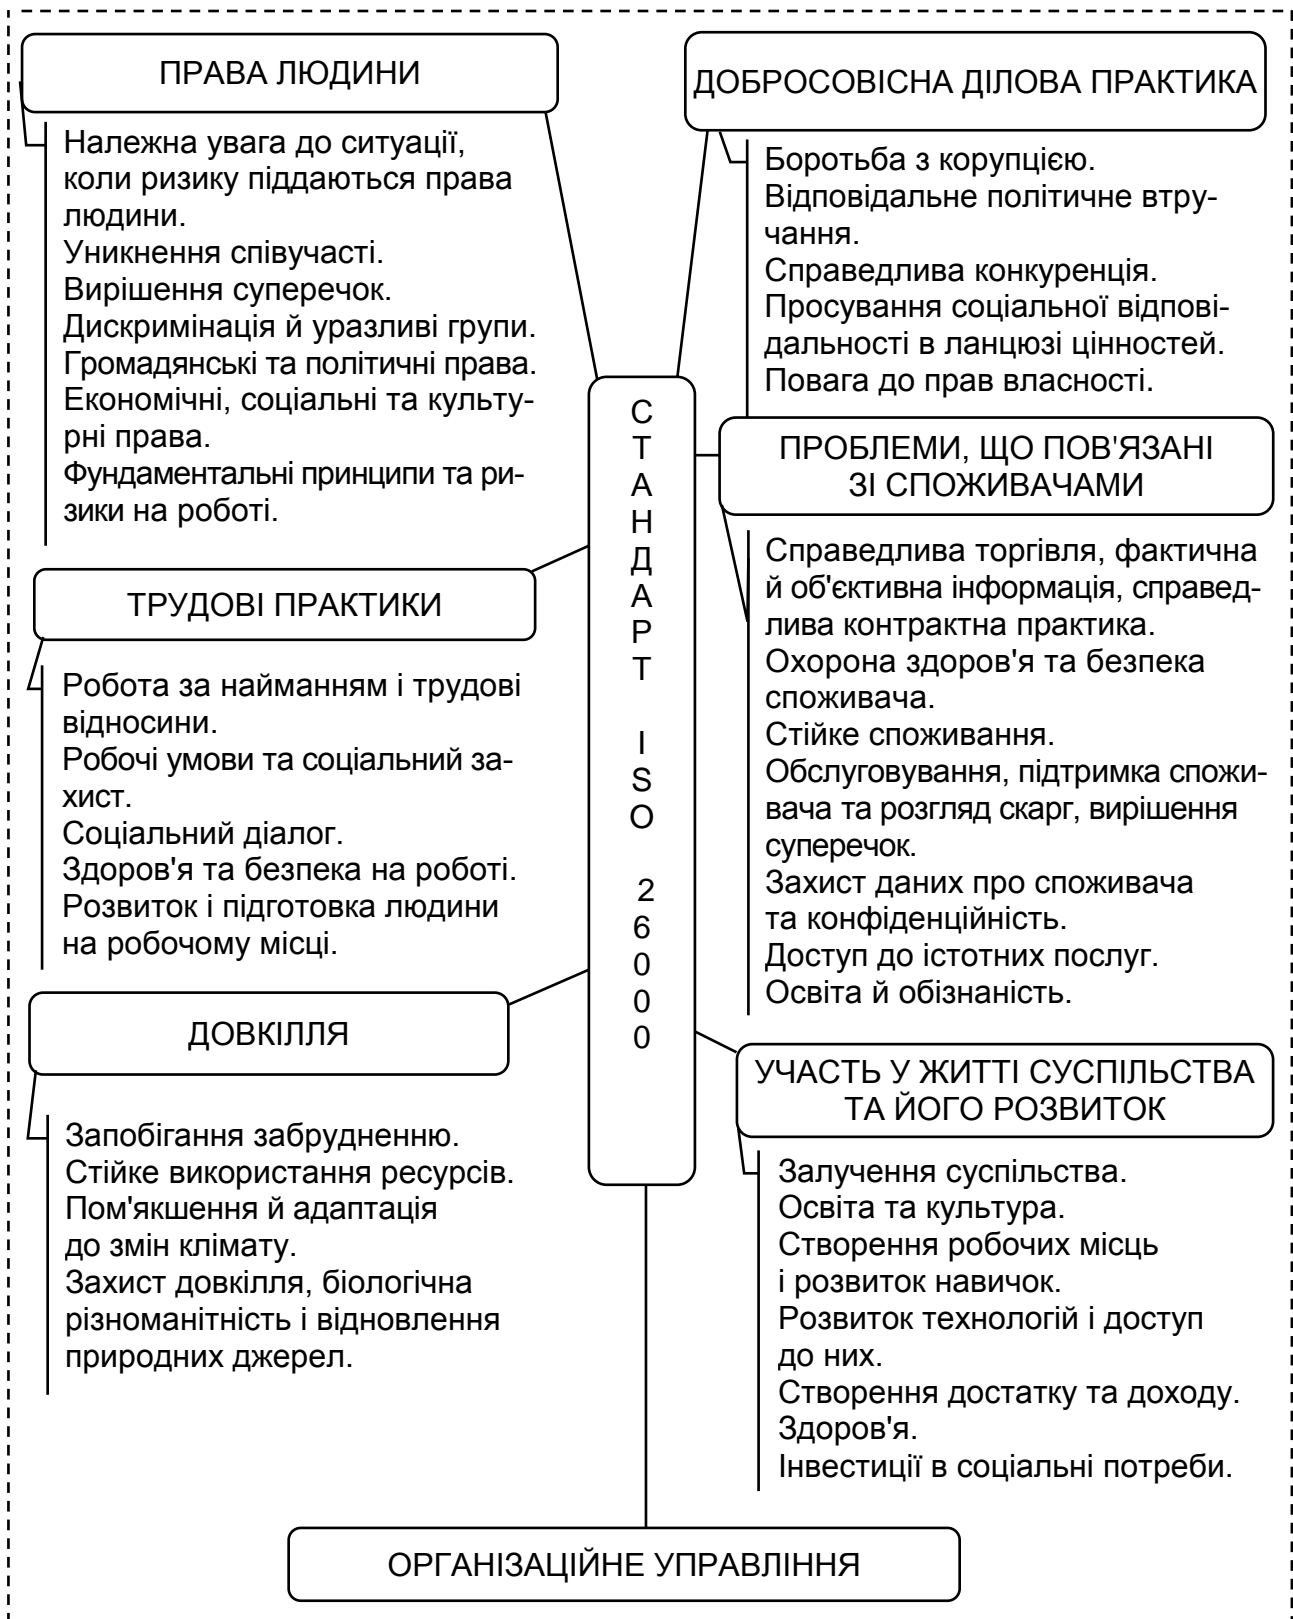 ПРАВА ЛЮДИНИ
Належна увага до ситуації,
коли ризику піддаються права
людини.
Уникнення співучасті.
Вирішення суперечок.
Дискримінація й уразливі групи.
Громадянські та політичні права.
Економічні, соціальні та культу-
рні права.
Фундаментальні принципи та ри-
зики на роботі.
ТРУДОВІ ПРАКТИКИ
Робота за найманням і трудові
відносини.
Робочі умови та соціальний за-
хист.
Соціальний діалог.
Здоров'я та безпека на роботі.
Розвиток і підготовка людини
на робочому місці.
ДОВКІЛЛЯ
Запобігання забрудненню.
Стійке використання ресурсів.
Пом'якшення й адаптація
до змін клімату.
Захист довкілля, біологічна
різноманітність і відновлення
природних джерел.
СТАНДАРТ ISO 26000
ДОБРОСОВІСНА ДІЛОВА ПРАКТИКА
Боротьба з корупцією.
Відповідальне політичне втру-
чання.
Справедлива конкуренція.
Просування соціальної відпові-
дальності в ланцюзі цінностей.
Повага до прав власності.
ПРОБЛЕМИ, ЩО ПОВ'ЯЗАНІ
ЗІ СПОЖИВАЧАМИ
Справедлива торгівля, фактична
й об'єктивна інформація, справед-
лива контрактна практика.
Охорона здоров'я та безпека
споживача.
Стійке споживання.
Обслуговування, підтримка спожи-
вача та розгляд скарг, вирішення
суперечок.
Захист даних про споживача
та конфіденційність.
Доступ до істотних послуг.
Освіта й обізнаність.
УЧАСТЬ У ЖИТТІ СУСПІЛЬСТВА
ТА ЙОГО РОЗВИТОК
Залучення суспільства.
Освіта та культура.
Створення робочих місць
і розвиток навичок.
Розвиток технологій і доступ
до них.
Створення достатку та доходу.
Здоров'я.
Інвестиції в соціальні потреби.
ОРГАНІЗАЦІЙНЕ УПРАВЛІННЯ